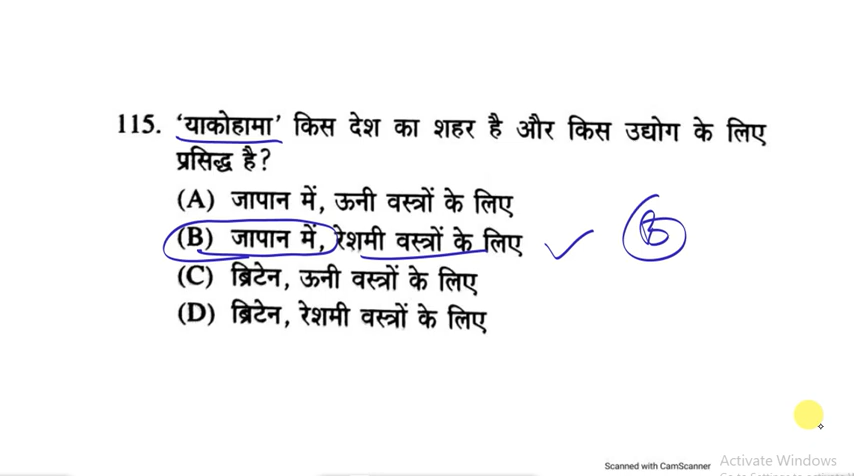 115. 'याकोहामा' किस देश का शहर है और किस उद्योग के लिए
प्रसिद्ध है?
(A) जापान में, ऊनी वस्त्रों के लिए
(B) जापान में, रेशमी वस्त्रों के लिए
B
(C) ब्रिटेन, ऊनी वस्त्रों के लिए
(D) ब्रिटेन, रेशमी वस्त्रों के लिए
Scanned with CamScanner
Activate Windows